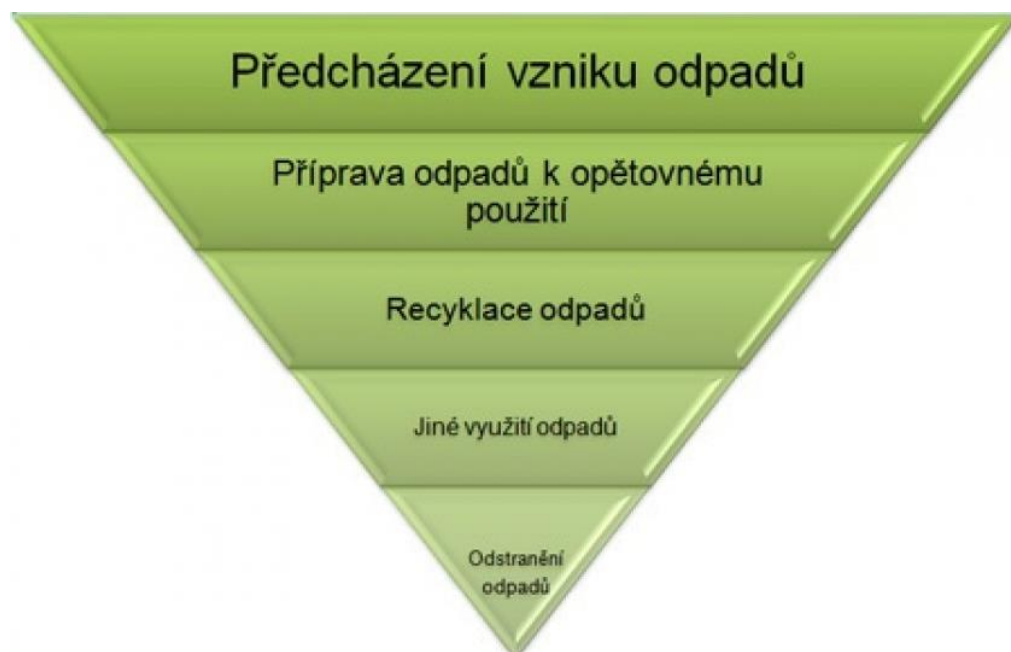 Předcházení vzniku odpadů
Příprava odpadů k opětovnému
použití
Recyklace odpadů
Jiné využití odpadů
Odstranění
odpadů